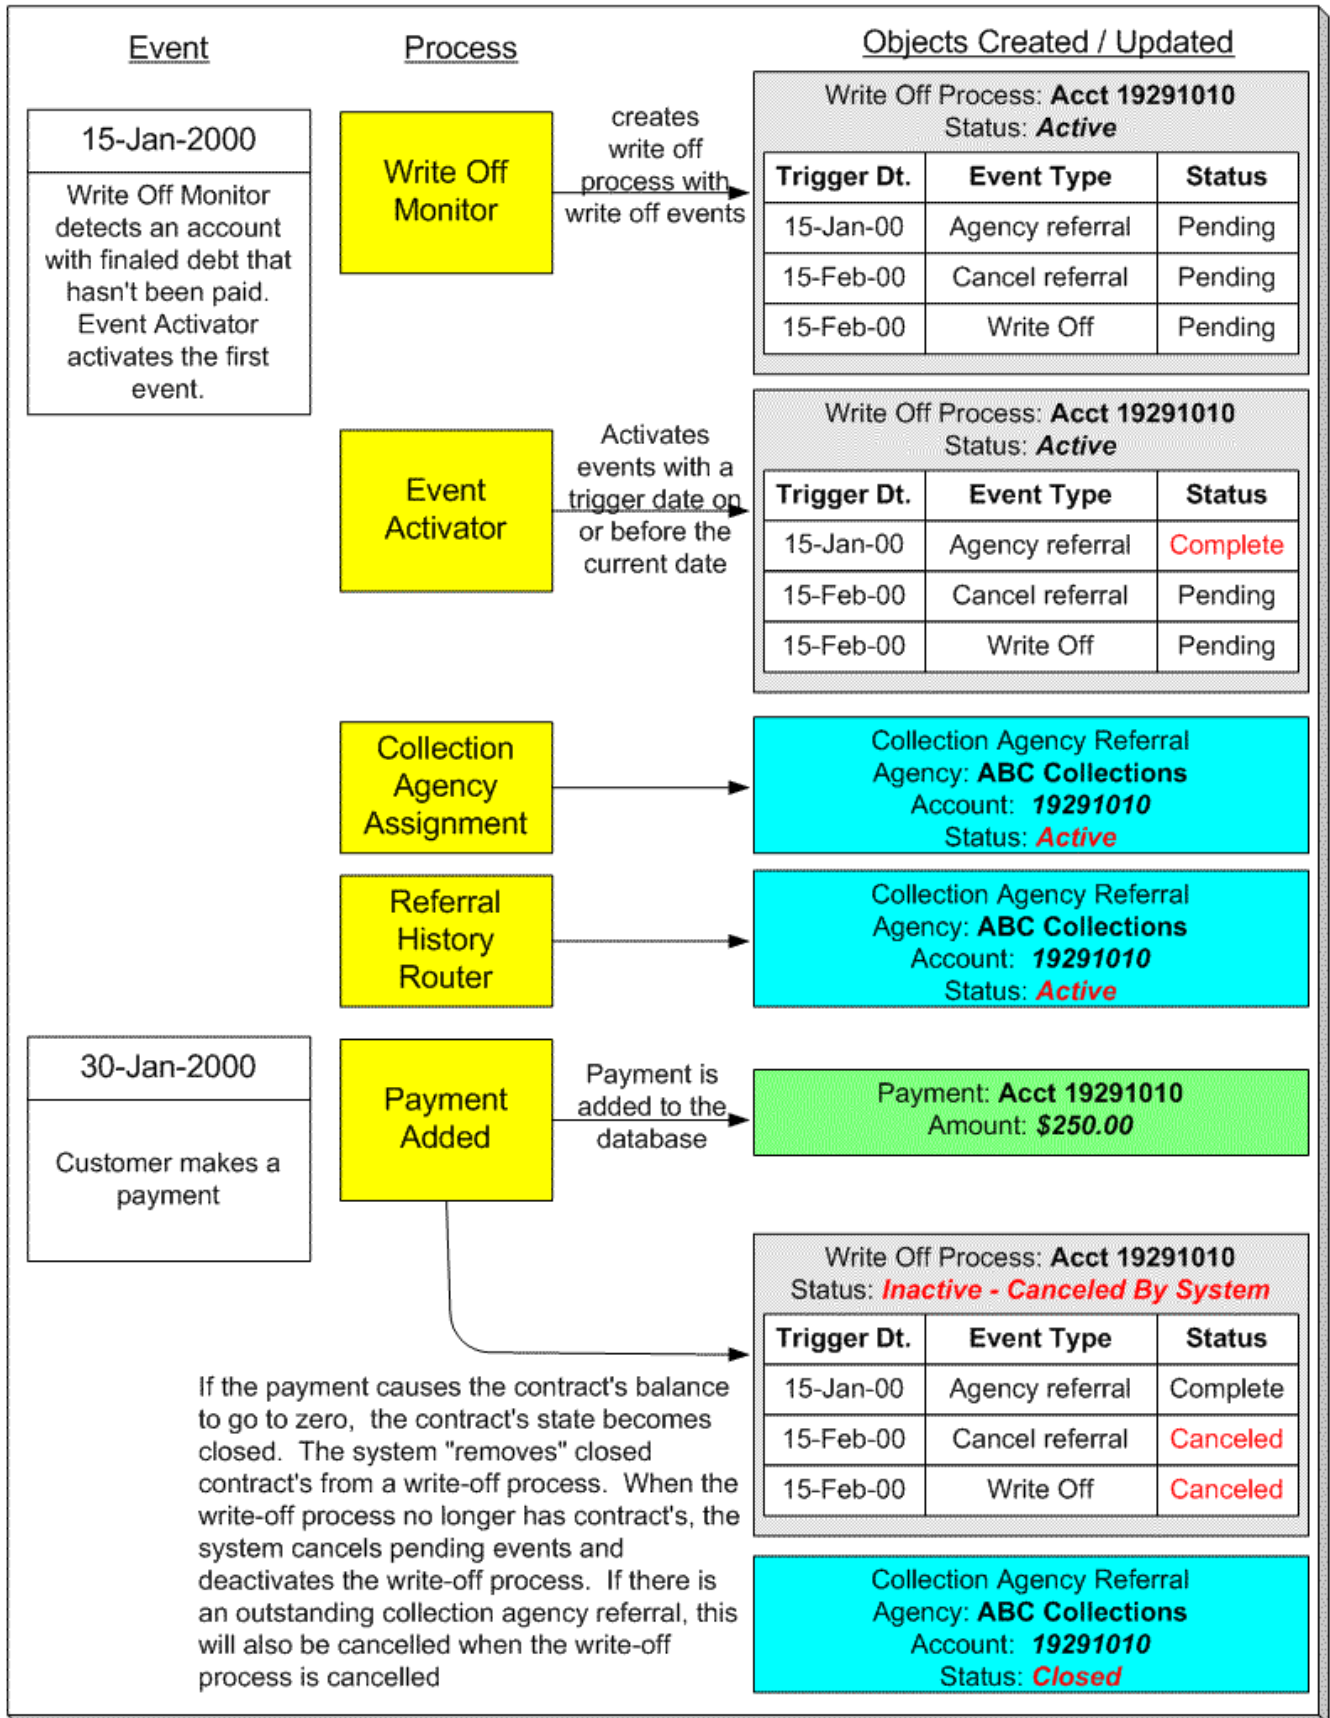 Event
Process
Objects Created / Updated
15-Jan-2000
Write Off Monitor
detects an account
with finaled debt that
hasn't been paid.
Event Activator
activates the first
event.
Write Off
Monitor
creates
write off
process with
write off events
Write Off Process: Acct 19291010
Status: Active
Trigger Dt. Event Type Status
15-Jan-00 Agency referral Pending
15-Feb-00 Cancel referral Pending
15-Feb-00 Write Off Pending
Event
Activator
Activates
events with a
trigger date on
or before the
current date
Write Off Process: Acct 19291010
Status: Active
Trigger Dt. Event Type Status
15-Jan-00 Agency referral Complete
15-Feb-00 Cancel referral Pending
15-Feb-00 Write Off Pending
Collection
Agency
Assignment
Collection Agency Referral
Agency: ABC Collections
Account: 19291010
Status: Active
Referral
History
Router
Collection Agency Referral
Agency: ABC Collections
Account: 19291010
Status: Active
30-Jan-2000
Customer makes a
payment
Payment
Added
Payment is
added to the
database
Payment: Acct 19291010
Amount: $250.00
If the payment causes the contract's balance
to go to zero, the contract's state becomes
closed. The system "removes" closed
contract's from a write-off process. When the
write-off process no longer has contract's, the
system cancels pending events and
deactivates the write-off process. If there is
an outstanding collection agency referral, this
will also be cancelled when the write-off
process is cancelled
Write Off Process: Acct 19291010
Status: Inactive - Canceled By System
Trigger Dt. Event Type Status
15-Jan-00 Agency referral Complete
15-Feb-00 Cancel referral Canceled
15-Feb-00 Write Off Canceled
Collection Agency Referral
Agency: ABC Collections
Account: 19291010
Status: Closed